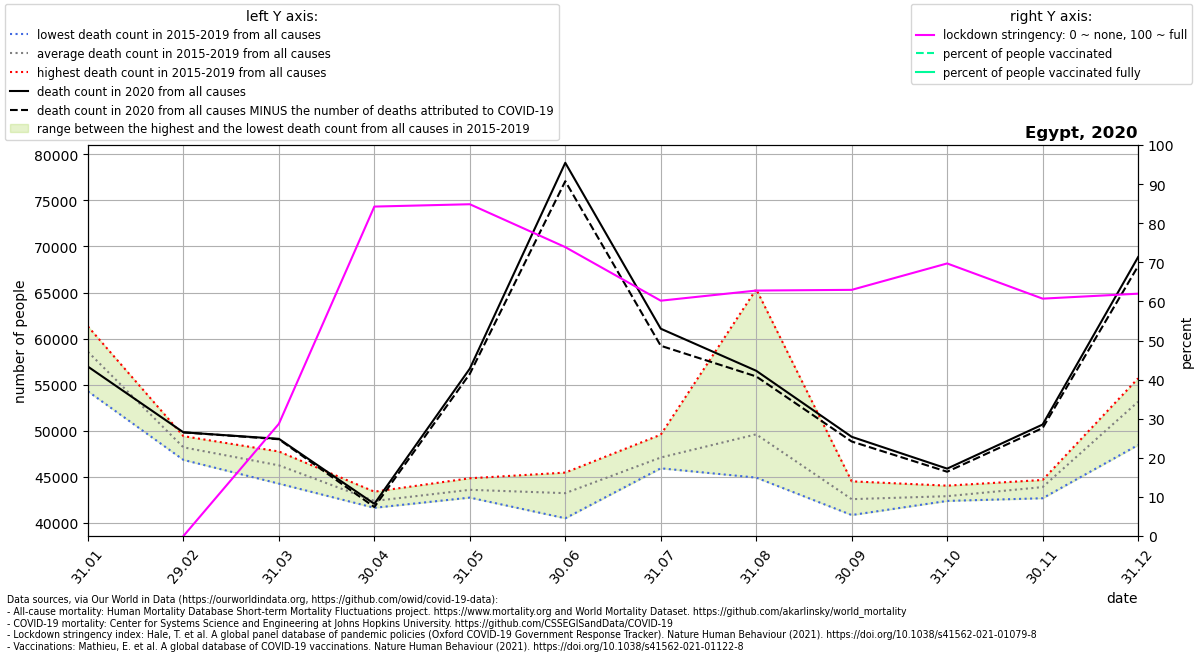 left Y axis:
lowest death count in 2015-2019 from all causes
average death count in 2015-2019 from all causes
highest death count in 2015-2019 from all causes
death count in 2020 from all causes
death count in 2020 from all causes MINUS the number of deaths attributed to COVID-19
range between the highest and the lowest death count from all causes in 2015-2019
right Y axis:
lockdown stringency: 0 ~ none, 100 ~ full
percent of people vaccinated
percent of people vaccinated fully
Egypt, 2020
number of people
80000
75000
70000
65000
60000
55000
50000
45000
40000
100
90
80
70
60
50
40
30
20
10
0
percent
31.01
29.02
31.03
30.04
31.05
30.06
31.07
31.08
30.09
31.10
30.11
31.12
date
Data sources, via Our World in Data (https://ourworldindata.org, https://github.com/owid/covid-19-data):
- All-cause mortality: Human Mortality Database Short-term Mortality Fluctuations project. https://www.mortality.org and World Mortality Dataset. https://github.com/akarlinsky/world_mortality
- COVID-19 mortality: Center for Systems Science and Engineering at Johns Hopkins University. https://github.com/CSSEGISandData/COVID-19
- Lockdown stringency index: Hale, T. et al. A global panel database of pandemic policies (Oxford COVID-19 Government Response Tracker). Nature Human Behaviour (2021). https://doi.org/10.1038/s41562-021-01079-8
- Vaccinations: Mathieu, E. et al. A global database of COVID-19 vaccinations. Nature Human Behaviour (2021). https://doi.org/10.1038/s41562-021-01122-8